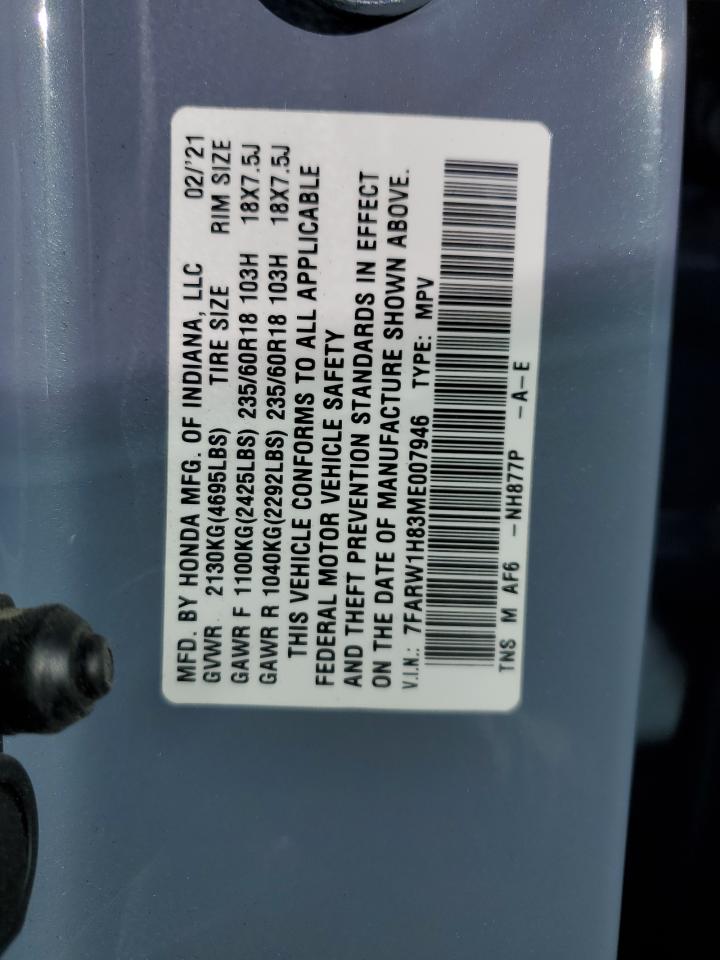 MFD. BY HONDA MFG. OF INDIANA, LLC 02/'21
GVWR 2130KG(4695LBS) TIRE SIZE RIM SIZE
GAWR F 1100KG(2425LBS) 235/60R18 103H 18X7.5J
GAWR R 1040KG(2292LBS) 235/60R18 103H 18X7.5J
THIS VEHICLE CONFORMS TO ALL APPLICABLE
FEDERAL MOTOR VEHICLE SAFETY
AND THEFT PREVENTION STANDARDS IN EFFECT
ON THE DATE OF MANUFACTURE SHOWN ABOVE.
V.I.N.: 7FARW1H83ME007946 TYPE: MPV
TNS M AF6 -NH877P -A-E